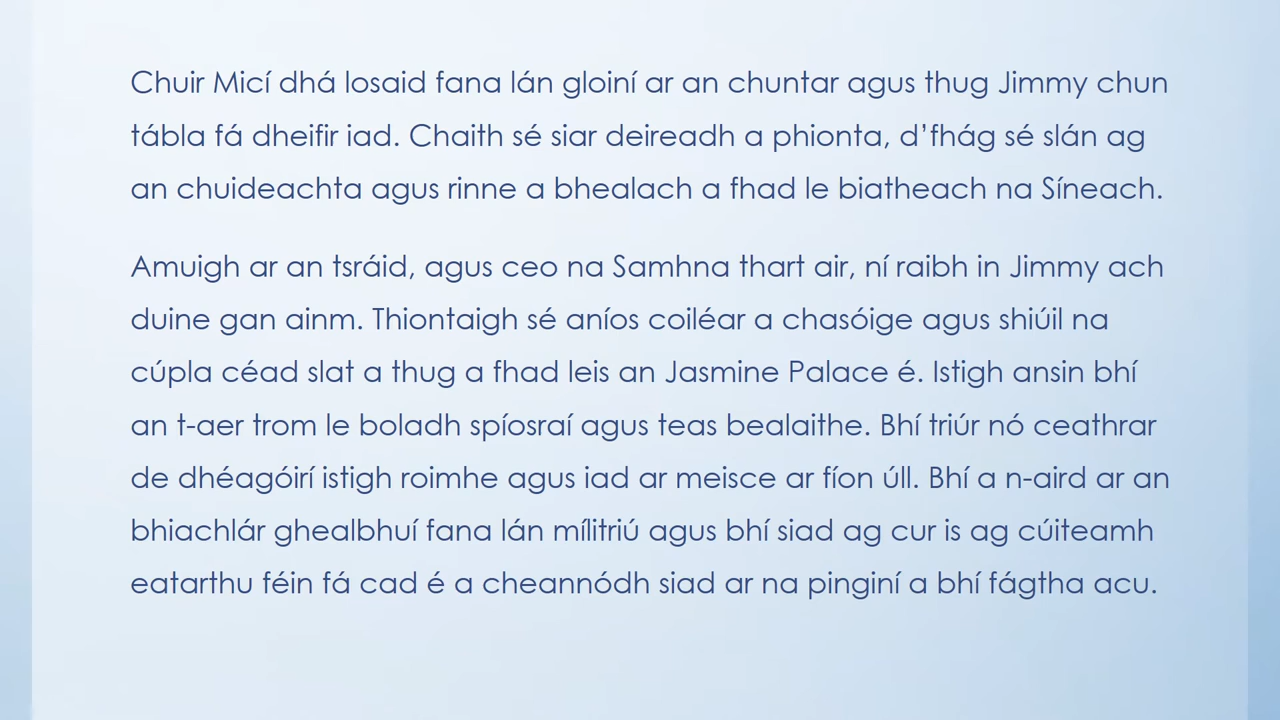 Chuir Micí dhá losaid fana lán gloiní ar an chuntar agus thug Jimmy chun
tábla fá dheifir iad. Chaith sé siar deireadh a phionta, d’fhág sé slán ag
an chuideachta agus rinne a bhealach a fhad le biatheach na Síneach.
Amuigh ar an tsráid, agus ceo na Samhna thart air, ní raibh in Jimmy ach
duine gan ainm. Thiontaigh sé aníos coiléar a chasóige agus shiúil na
cúpla céad slat a thug a fhad leis an Jasmine Palace é. Istigh ansin bhí
an t-aer trom le boladh spíosraí agus teas bealaithe. Bhí triúr nó ceathrar
de dhéagóirí istigh roimhe agus iad ar meisce ar fíon úll. Bhí a n-aird ar an
bhiachlár ghealbhuí fana lán mílitriú agus bhí siad ag cur is ag cúiteamh
eatarthu féin fá cad é a cheannódh siad ar na pinginí a bhí fágtha acu.